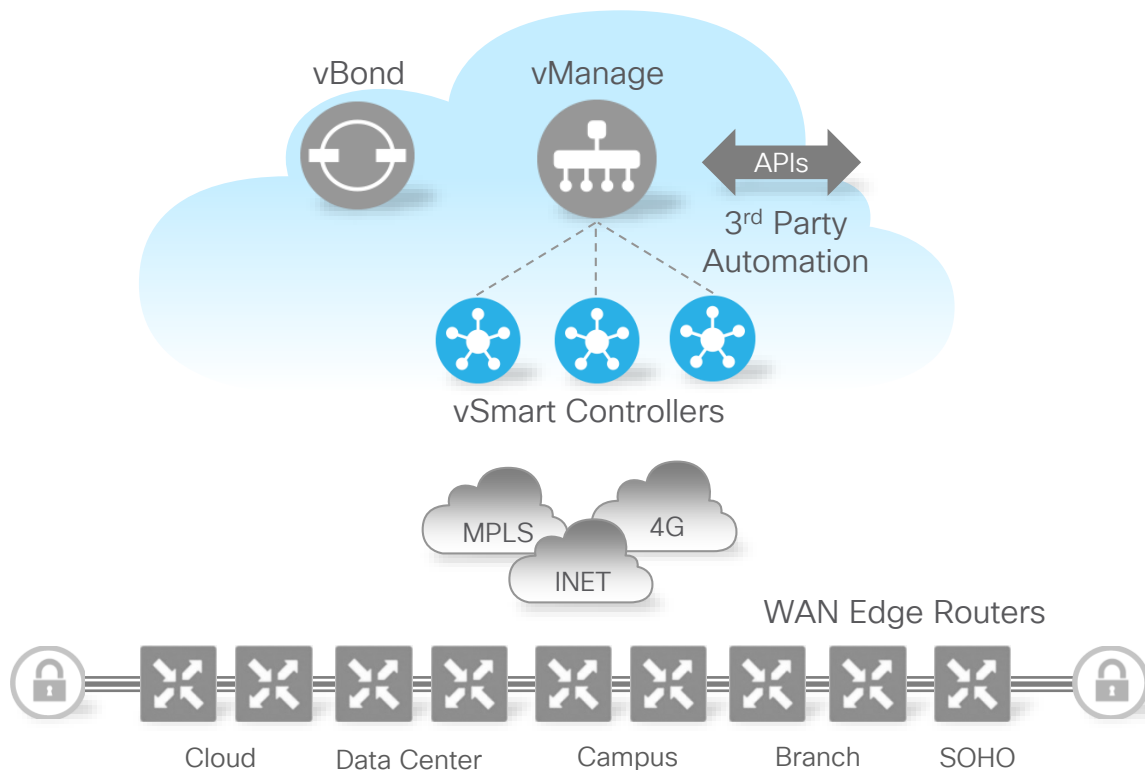 vBond
vManage
APIs
3rd Party
Automation
vSmart Controllers
MPLS
4G
INET
WAN Edge Routers
Cloud
Data Center
Campus
Branch
SOHO